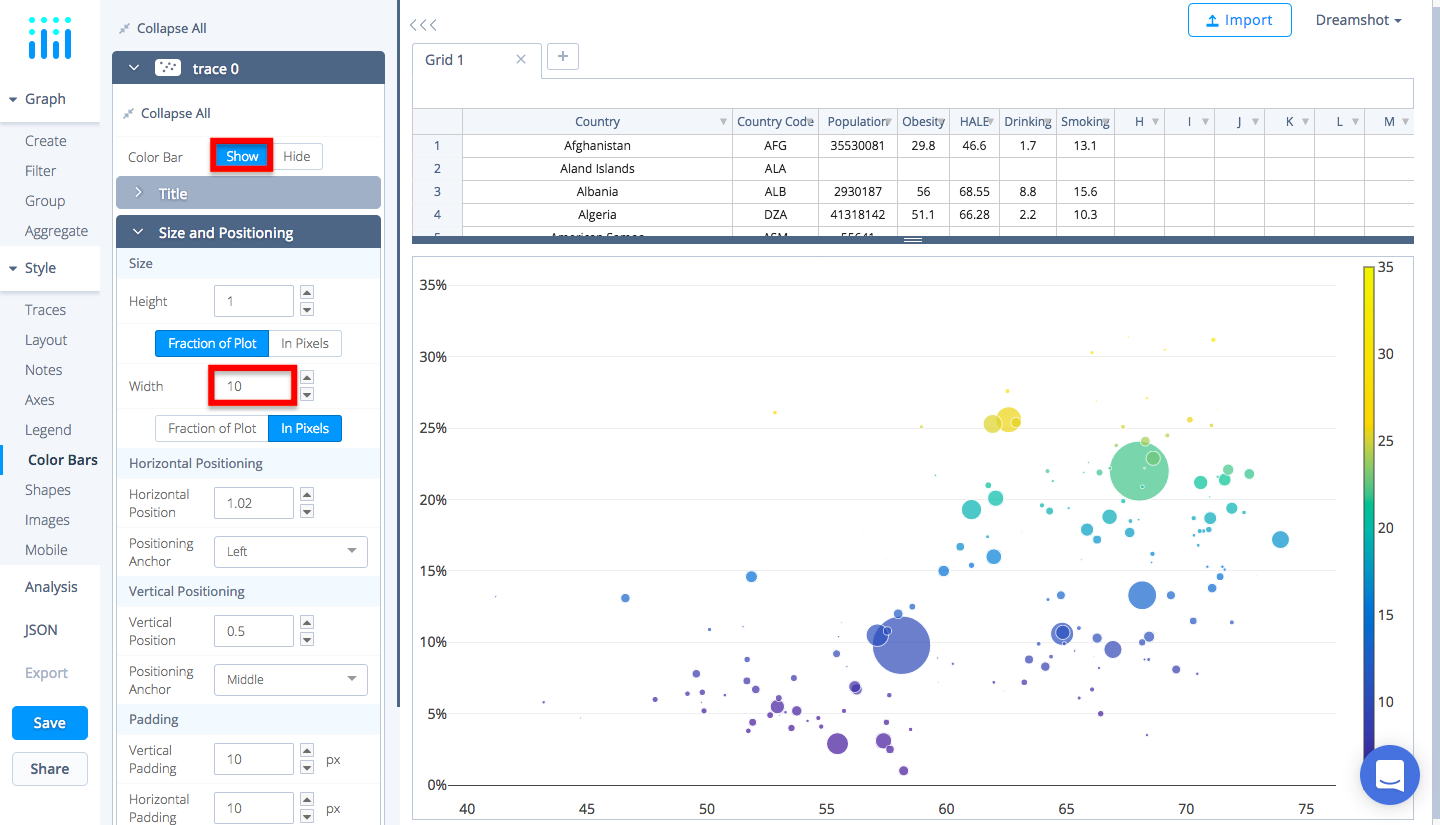 Graph
Create
Filter
Group
Aggregate
Style
Traces
Layout
Notes
Axes
Legend
Color Bars
Shapes
Images
Mobile
Analysis
JSON
Export
Save
Share
Collapse All
trace 0
Collapse All
Color Bar Show Hide
Title
Size and Positioning
Size
Height 1
Fraction of Plot In Pixels
Width 10
Fraction of Plot In Pixels
Horizontal Positioning
Horizontal
Position 1.02
Positioning
Anchor Left
Vertical Positioning
Vertical
Position 0.5
Positioning
Anchor Middle
Padding
Vertical
Padding 10 px
Horizontal
Padding 10 px
Import Dreamshot
Grid 1
Country Country Code Population Obesity HALE Drinking Smoking H I J K L M
1 Afghanistan AFG 35530081 29.8 46.6 1.7 13.1
2 Aland Islands ALA
3 Albania ALB 2930187 56 68.55 8.8 15.6
4 Algeria DZA 41318142 51.1 66.28 2.2 10.3
5 American Samoa ASM 55641
35%
30%
25%
20%
15%
10%
5%
0%
40 45 50 55 60 65 70 75
35
30
25
20
15
10